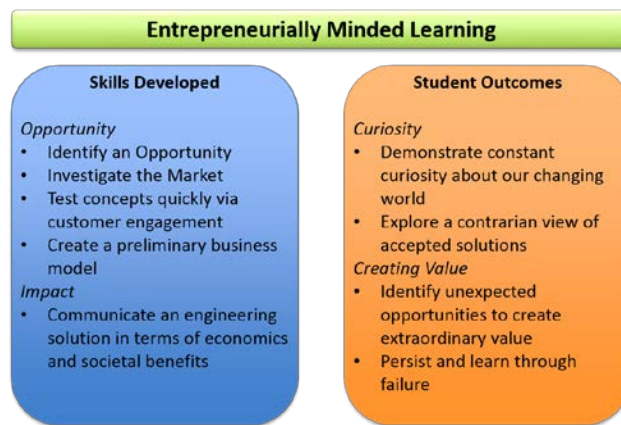 Entrepreneurially Minded Learning
Skills Developed
Opportunity
• Identify an Opportunity
• Investigate the Market
• Test concepts quickly via
customer engagement
• Create a preliminary business
model
Impact
• Communicate an engineering
solution in terms of economics
and societal benefits
Student Outcomes
Curiosity
• Demonstrate constant
curiosity about our changing
world
• Explore a contrarian view of
accepted solutions
Creating Value
• Identify unexpected
opportunities to create
extraordinary value
• Persist and learn through
failure